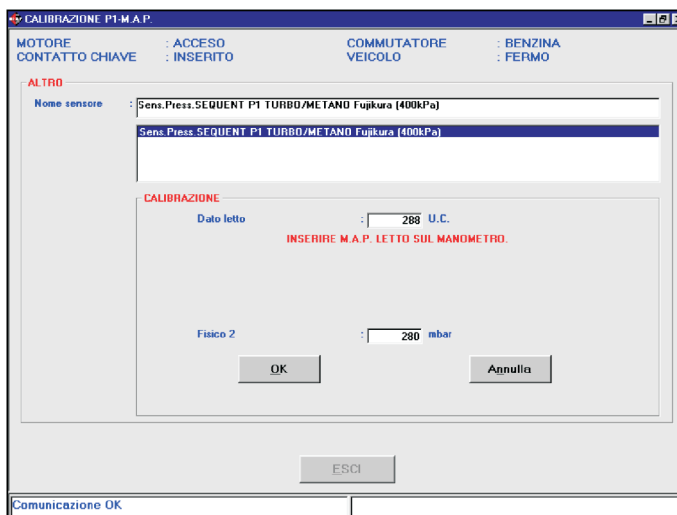 CALIBRAZIONE P1-M.A.P.
MOTORE : ACCESO COMMUTATORE : BENZINA
CONTATTO CHIAVE : INSERITO VEICOLO : FERMO
ALTRO
Nome sensore : Sens.Press.SEQUENT P1 TURBO/METANO Fujikura (400kPa)
Sens.Press.SEQUENT P1 TURBO/METANO Fujikura (400kPa)
CALIBRAZIONE
Dato letto : 288 U.C.
INSERIRE M.A.P. LETTO SUL MANOMETRO.
Fisico 2 : 280 mbar
OK Annulla
ESCI
Comunicazione OK